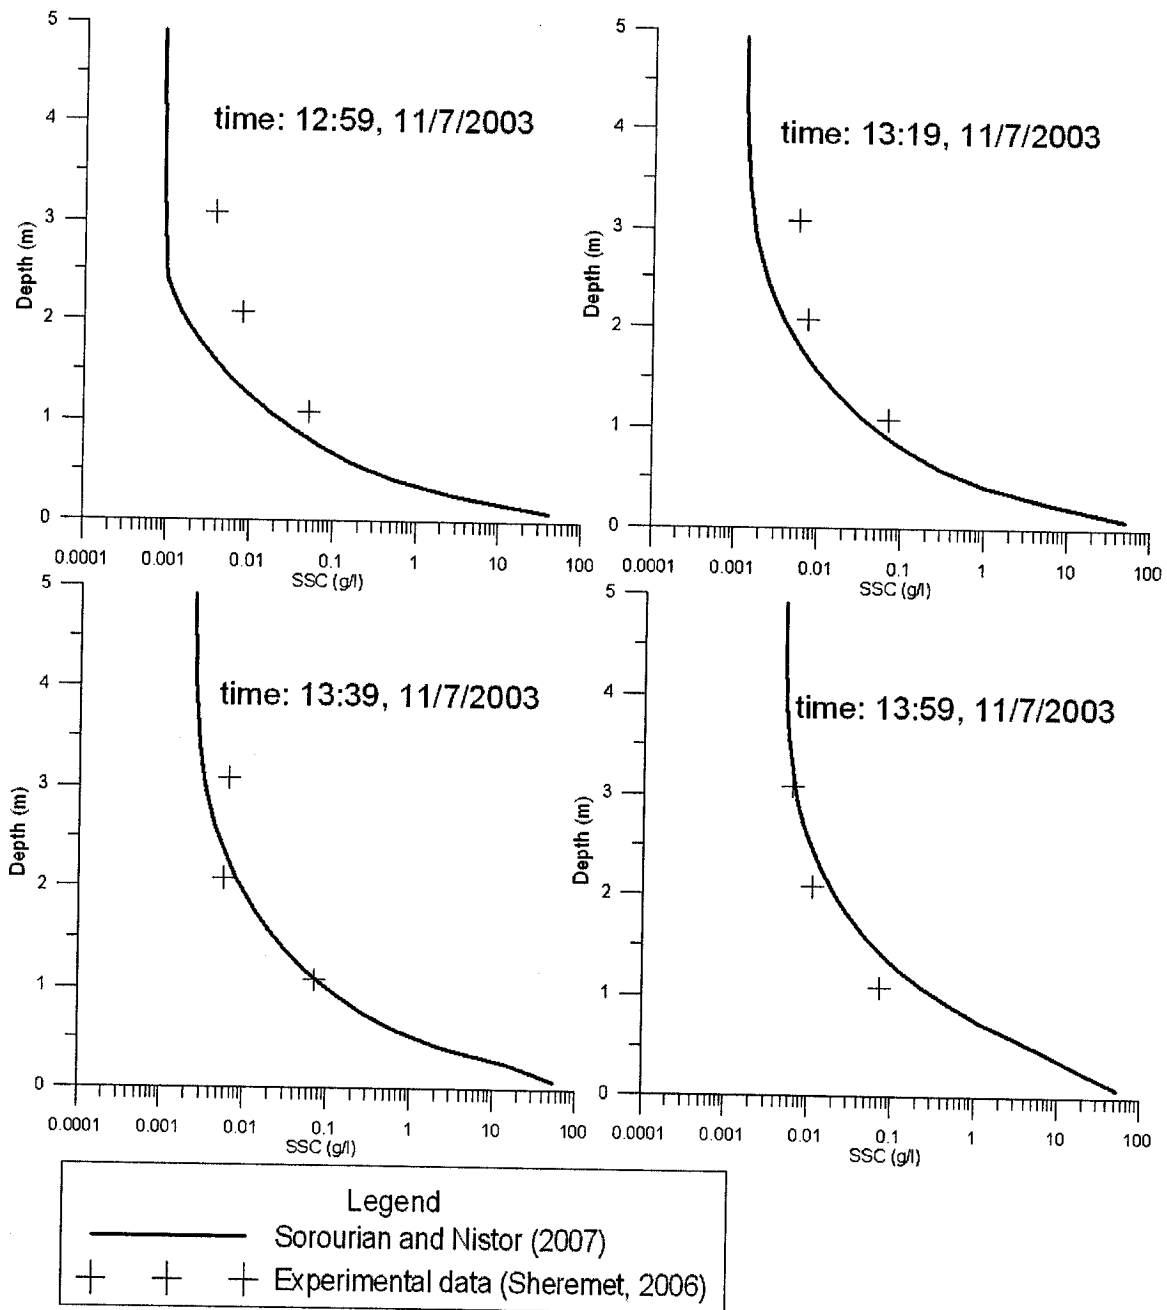 5
4
3
2
1
0
Depth (m)
time: 12:59, 11/7/2003
0.0001 0.001 0.01 0.1 1 10 100
SSC (g/l)
5
4
3
2
1
0
Depth (m)
time: 13:19, 11/7/2003
0.0001 0.001 0.01 0.1 1 10 100
SSC (g/l)
5
4
3
2
1
0
Depth (m)
time: 13:39, 11/7/2003
0.0001 0.001 0.01 0.1 1 10 100
SSC (g/l)
5
4
3
2
1
0
Depth (m)
time: 13:59, 11/7/2003
0.0001 0.001 0.01 0.1 1 10 100
SSC (g/l)
Legend
Sorourian and Nistor (2007)
Experimental data (Sheremet, 2006)